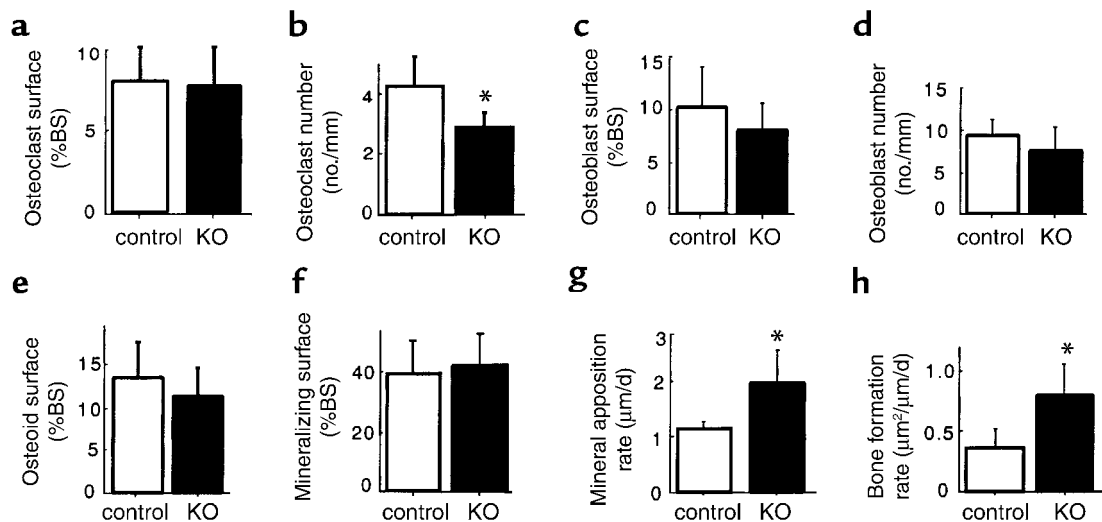 a
Osteoclast surface
(%BS)
10
5
0
control KO
b
Osteoclast number
(no./mm)
4
2
0
*
control KO
c
Osteoblast surface
(%BS)
15
10
5
0
control KO
d
Osteoblast number
(no./mm)
15
10
5
0
control KO
e
Osteoid surface
(%BS)
15
10
5
0
control KO
f
Mineralizing surface
(%BS)
40
20
0
control KO
g
Mineral apposition
rate (μm/d)
3
2
1
0
*
control KO
h
Bone formation
rate (μm²/μm/d)
1.0
0.5
0
*
control KO